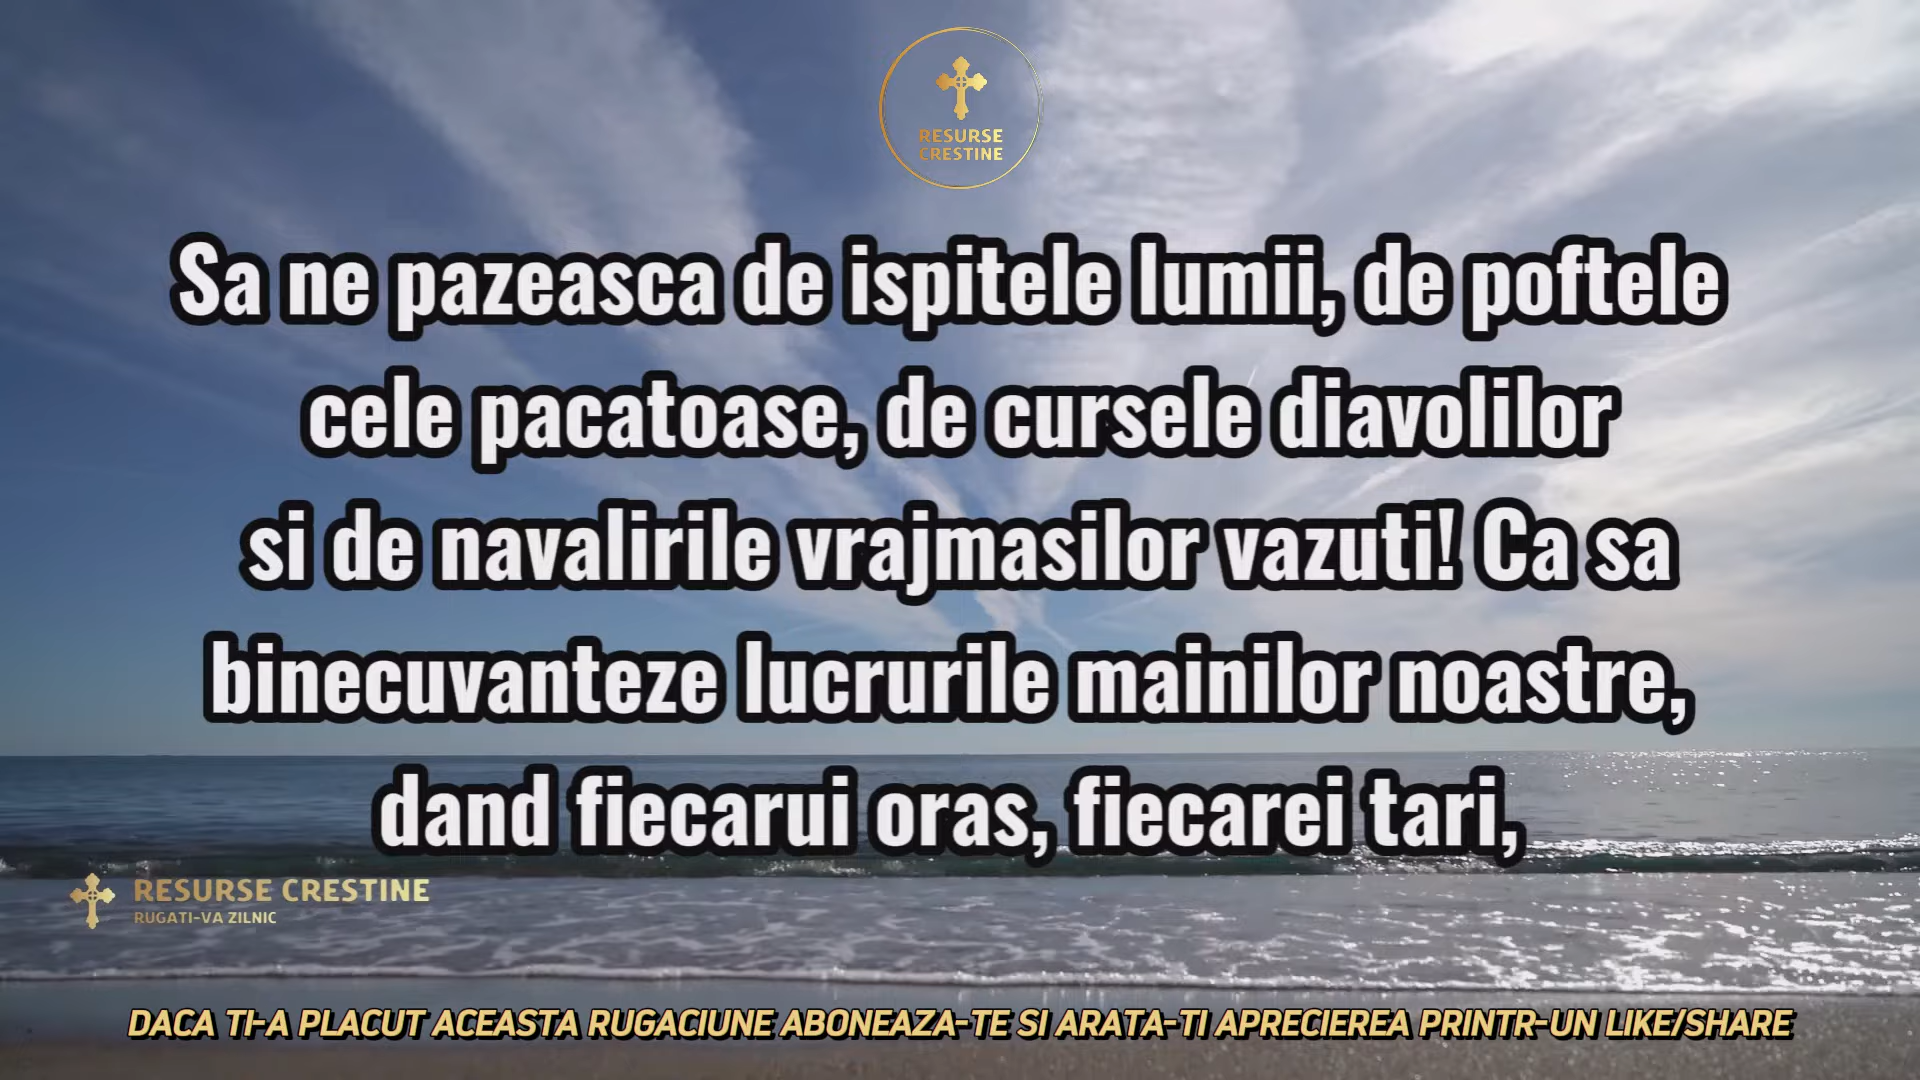 RESURSE
CRESTINE
Sa ne pazeasca de ispitele lumii, de poftele
cele pacatoase, de cursele diavolilor
si de navalirile vrajmasilor vazuti! Ca sa
binecuvanteze lucrurile mainilor noastre,
dand fiecarui oras, fiecarei tari,
RESURSE CRESTINE
RUGATI-VA ZILNIC
DACA TI-A PLACUT ACEASTA RUGACIUNE ABONEAZA-TE SI ARATA-TI APRECIEREA PRINTR-UN LIKE/SHARE